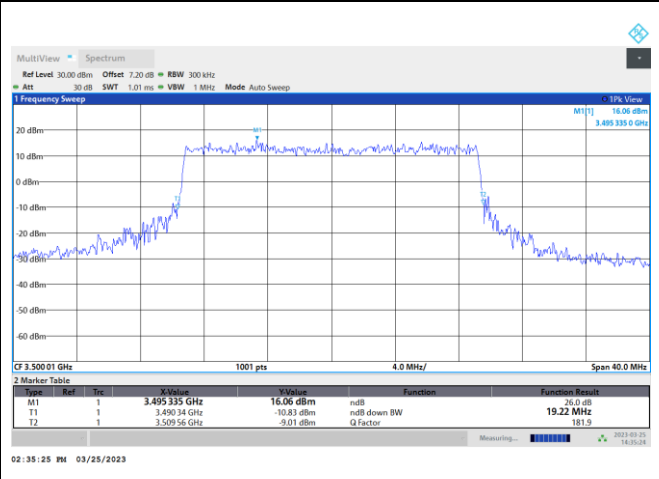 MultiView Spectrum
Ref Level 30.00 dBm Offset 7.20 dB RBW 300 kHz
Att 30 dB SWT 1.01 ms VBW 1 MHz Mode Auto Sweep
1 Frequency Sweep 1Pk View
M1[1] 16.06 dBm
3.495 335 0 GHz
20 dBm
M1
10 dBm
0 dBm
T1 T2
-10 dBm
-20 dBm
-30 dBm
-40 dBm
-50 dBm
-60 dBm
CF 3.500 01 GHz 1001 pts 4.0 MHz/ Span 40.0 MHz
2 Marker Table
Type Ref Trc X-Value Y-Value Function Function Result
M1 1 3.495 335 GHz 16.06 dBm ndB 26.0 dB
T1 1 3.490 34 GHz -10.83 dBm ndB down BW 19.22 MHz
T2 1 3.509 56 GHz -9.01 dBm Q Factor 181.9
Measuring... 2023-03-25
14:35:24
02:35:25 PM 03/25/2023